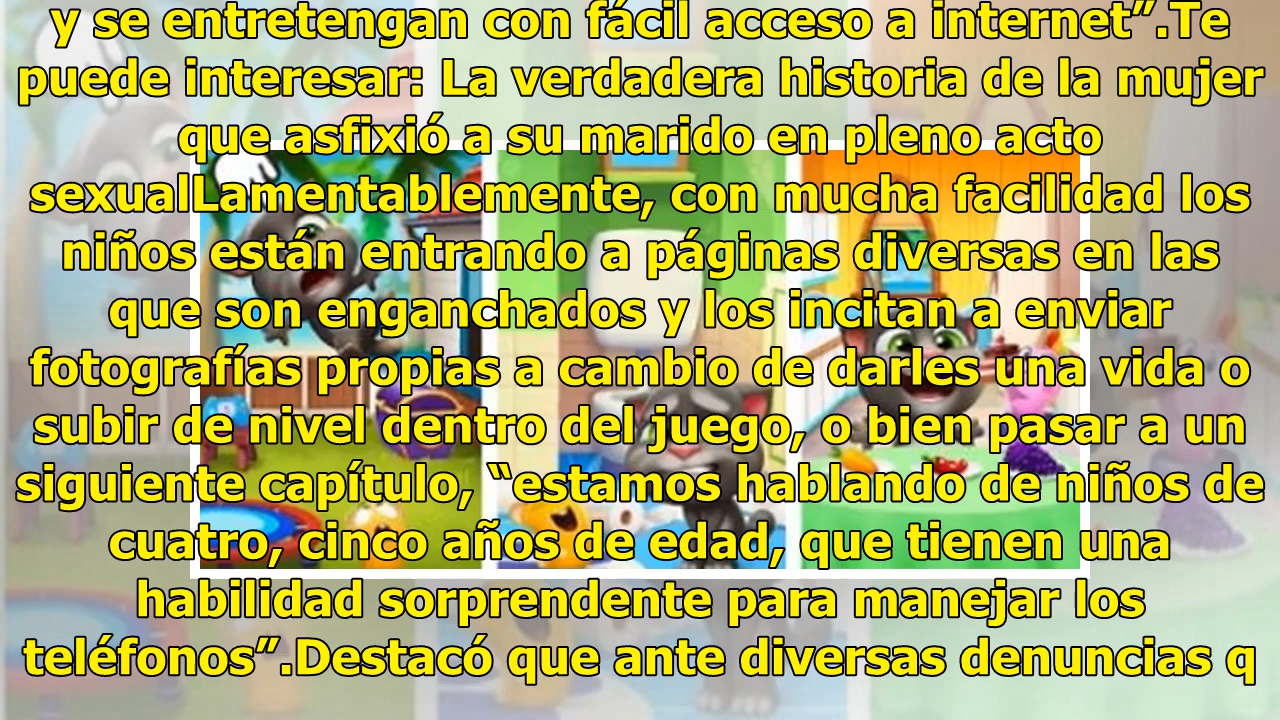 y se entretengan con fácil acceso a internet”.Te
puede interesar: La verdadera historia de la mujer
que asfixió a su marido en pleno acto
sexualLamentablemente, con mucha facilidad los
niños están entrando a páginas diversas en las
que son enganchados y los incitan a enviar
fotografías propias a cambio de darles una vida o
subir de nivel dentro del juego, o bien pasar a un
siguiente capítulo, “estamos hablando de niños de
cuatro, cinco años de edad, que tienen una
habilidad sorprendente para manejar los
teléfonos”.Destacó que ante diversas denuncias q